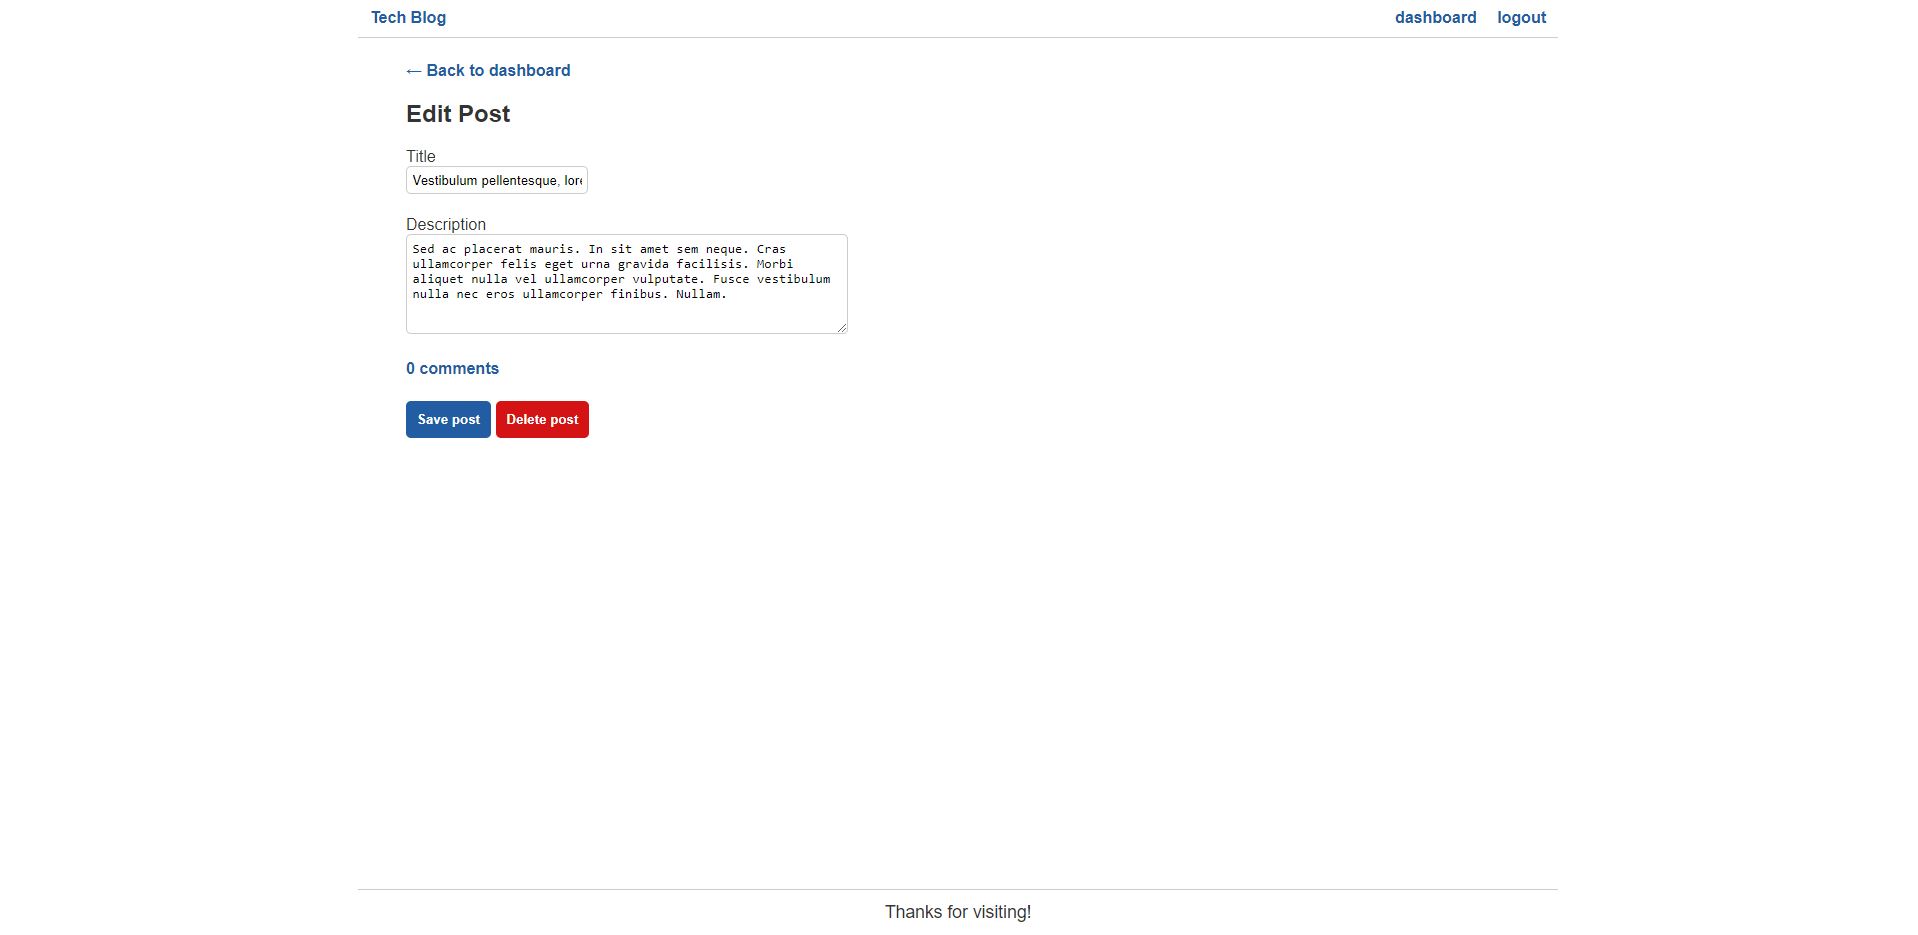 Tech Blog
dashboard logout
← Back to dashboard
Edit Post
Title
Vestibulum pellentesque,
Description
Sed ac placerat mauris. In sit amet sem neque. Cras
ullamcorper felis eget urna gravida facilisis. Morbi
aliquet nulla vel ullamcorper vulputate. Fusce vestibulum
nulla nec eros ullamcorper finibus. Nullam.
0 comments
Save post Delete post
Thanks for visiting!